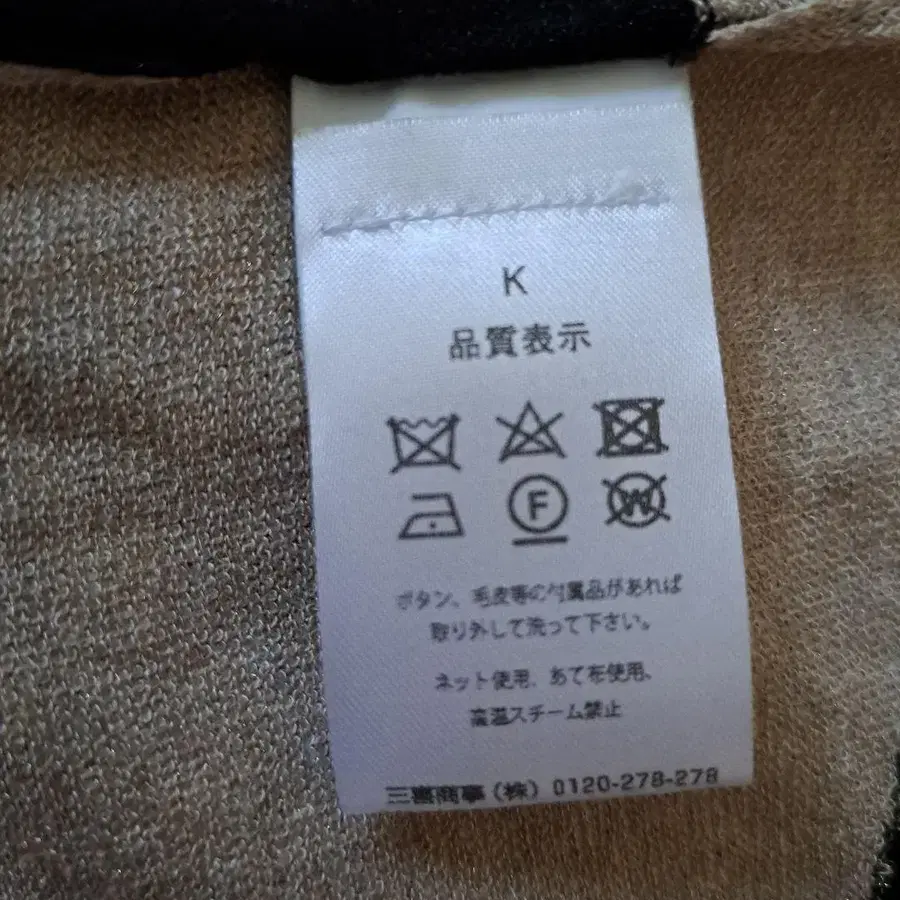 K
品質表示
F
W
ボタン、毛皮等の付属品があれば
取り外して洗って下さい。
ネット使用、あて布使用、
高温スチーム禁止
三喜商事(株) 0120-278-278